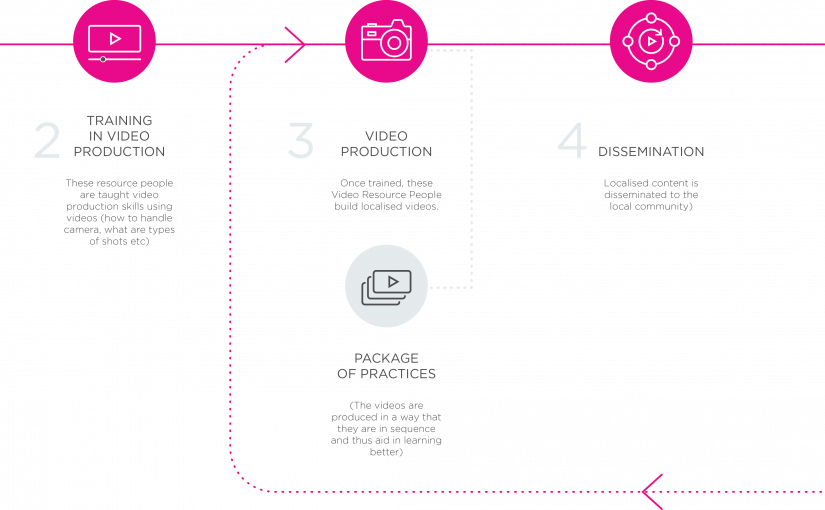 2
TRAINING
IN VIDEO
PRODUCTION
These resource people
are taught video
production skills using
videos (how to handle
camera, what are types
of shots etc)
3
VIDEO
PRODUCTION
Once trained, these
Video Resource People
build localised videos.
PACKAGE
OF PRACTICES
(The videos are
produced in a way that
they are in sequence
and thus aid in learning
better)
4
DISSEMINATION
Localised content is
disseminated to the
local community)